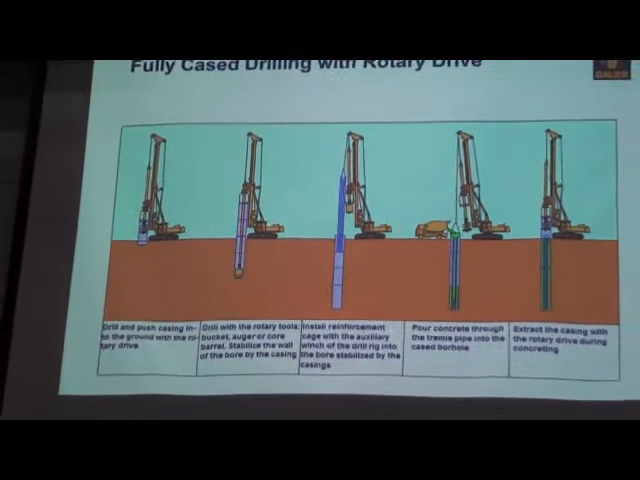 Fully Cased Drilling with Rotary Drive
BAUER
Drill and push casing in-
to the ground with the ro-
tary drive
Drill with the rotary tools:
bucket, auger or core
barrel. Stabilize the wall
of the bore by the casing
Install reinforcement
cage with the auxiliary
winch of the drill rig into
the bore stabilized by the
casings
Pour concrete through
the tremie pipe into the
cased borhole
Extract the casing with
the rotary drive during
concreting